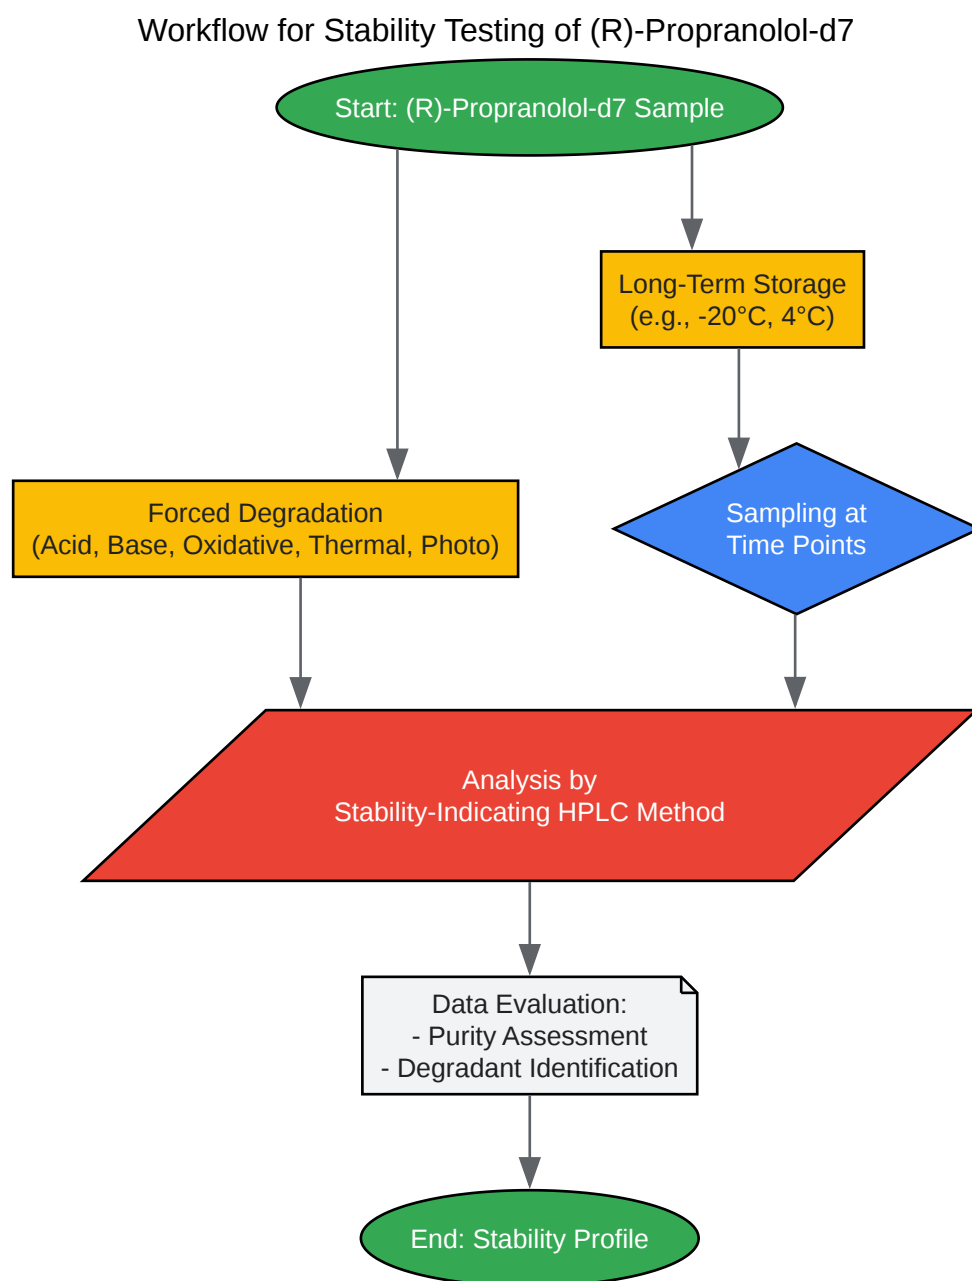 Workflow for Stability Testing of (R)-Propranolol-d7
Start: (R)-Propranolol-d7 Sample
Long-Term Storage
(e.g., -20°C, 4°C)
Forced Degradation
(Acid, Base, Oxidative, Thermal, Photo)
Sampling at
Time Points
Analysis by
Stability-Indicating HPLC Method
Data Evaluation:
- Purity Assessment
- Degradant Identification
End: Stability Profile